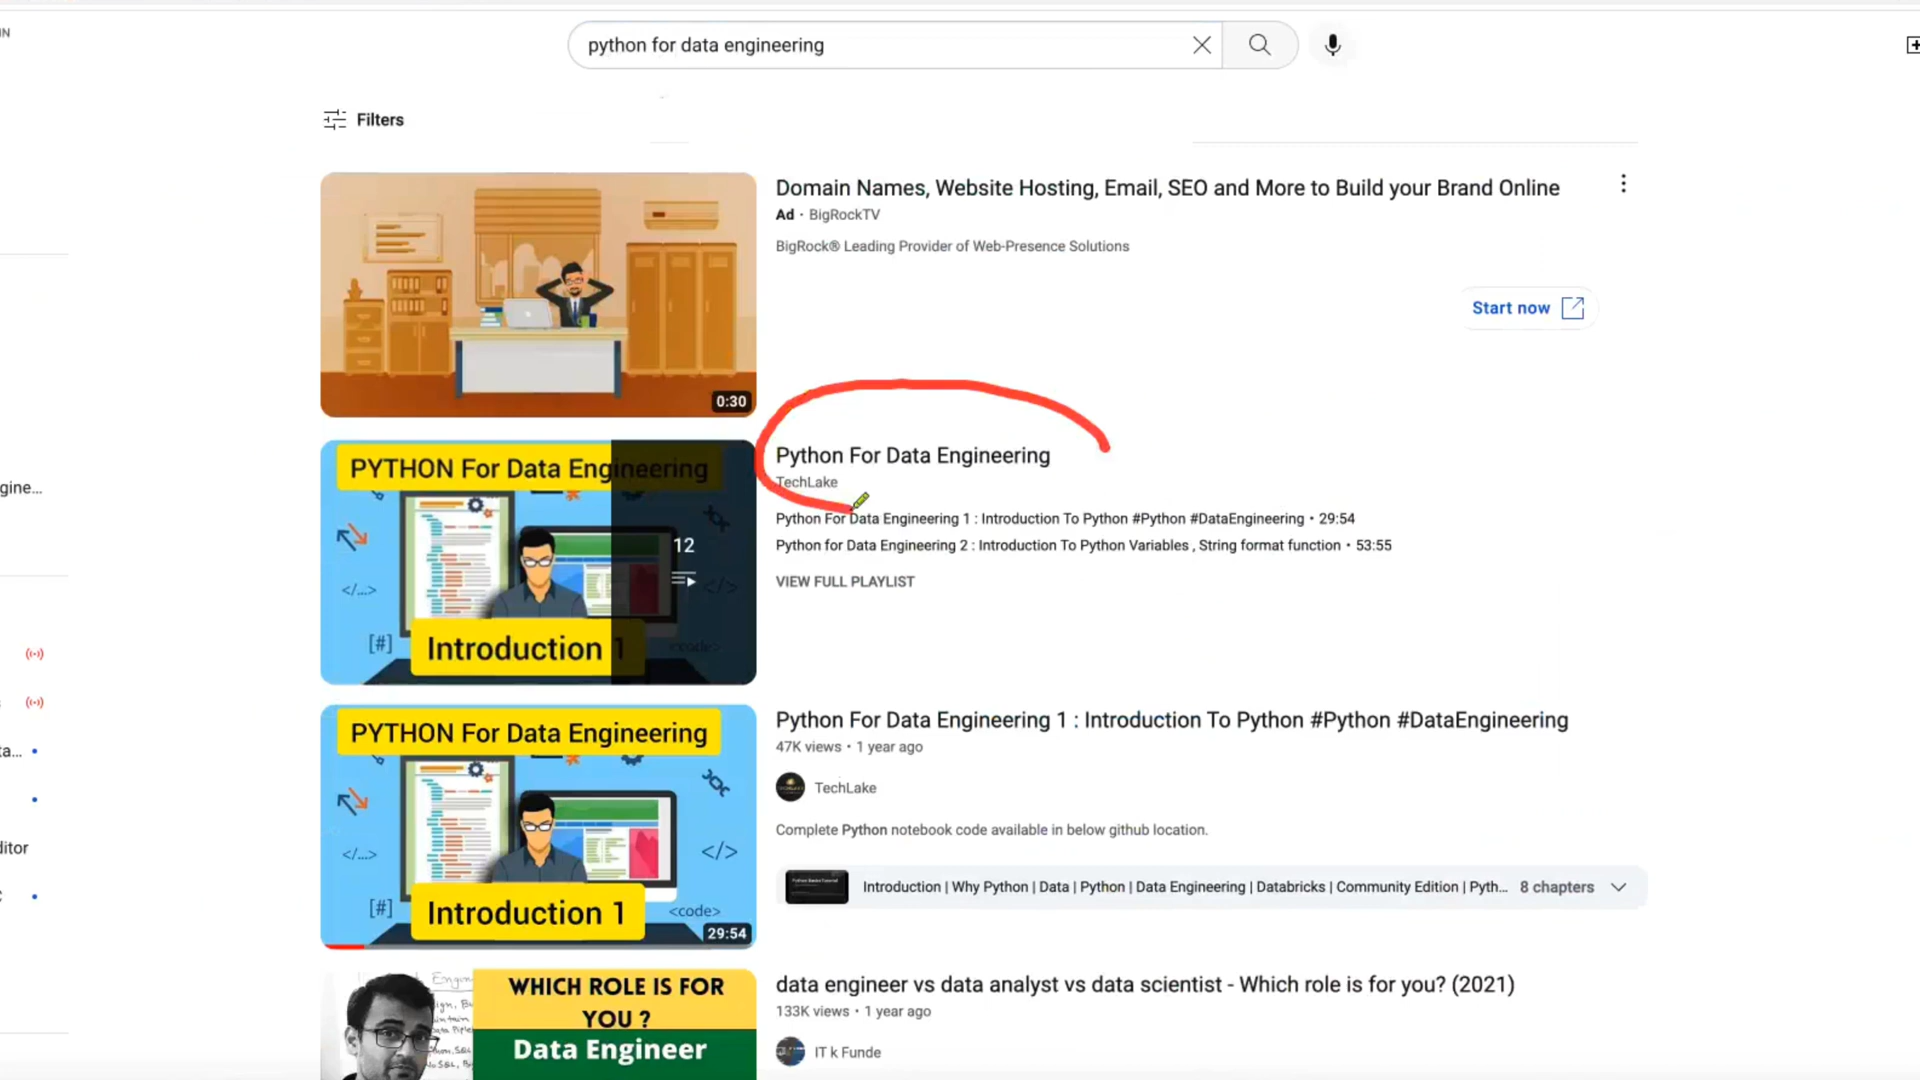 IN
python for data engineering
Filters
Domain Names, Website Hosting, Email, SEO and More to Build your Brand Online
Ad · BigRockTV
BigRock® Leading Provider of Web-Presence Solutions
Start now
0:30
PYTHON For Data Engineering
</...>
[#]
<code>
12
Introduction 1
Python For Data Engineering
TechLake
Python For Data Engineering 1 : Introduction To Python #Python #DataEngineering · 29:54
Python for Data Engineering 2 : Introduction To Python Variables , String format function · 53:55
VIEW FULL PLAYLIST
gine...
ta...
ditor
PYTHON For Data Engineering
</...>
</>
[#]
<code>
Introduction 1
29:54
Python For Data Engineering 1 : Introduction To Python #Python #DataEngineering
47K views · 1 year ago
TechLake
Complete Python notebook code available in below github location.
Introduction | Why Python | Data | Python | Data Engineering | Databricks | Community Edition | Pyth...
8 chapters
WHICH ROLE IS FOR
YOU ?
Data Engineer
data engineer vs data analyst vs data scientist - Which role is for you? (2021)
133K views · 1 year ago
IT k Funde